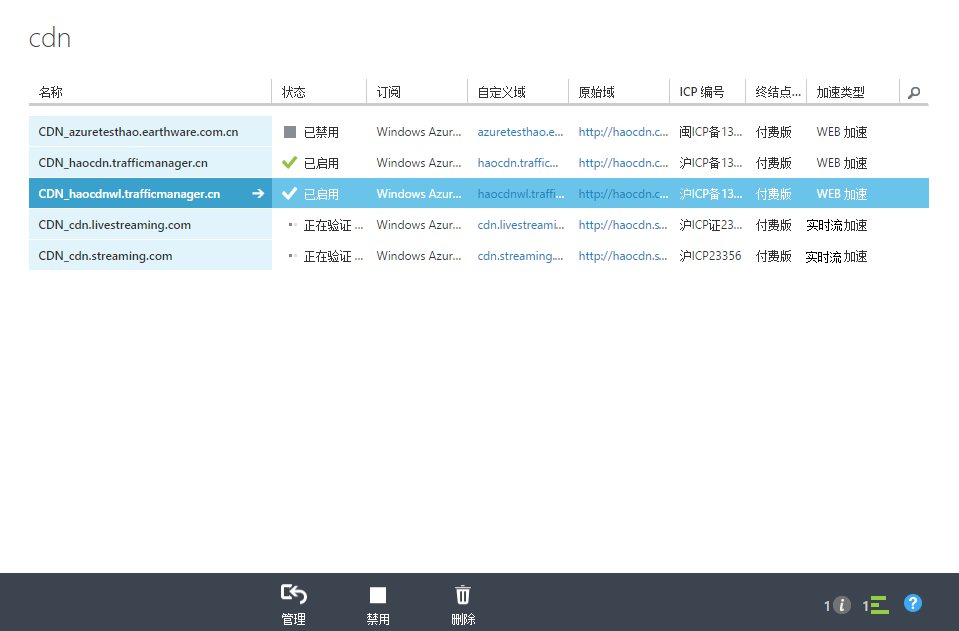 cdn
名称 状态 订阅 自定义域 原始域 ICP 编号 终结点... 加速类型
CDN_azuretesthao.earthware.com.cn 已禁用 Windows Azur... azuretesthao.e... http://haocdn.c... 闽ICP备13... 付费版 WEB 加速
CDN_haocdn.trafficmanager.cn 已启用 Windows Azur... haocdn.traffic... http://haocdn.c... 沪ICP备13... 付费版 WEB 加速
CDN_haocdnwl.trafficmanager.cn 已启用 Windows Azur... haocdnwl.traffi... http://haocdn.c... 沪ICP备13... 付费版 WEB 加速
CDN_cdn.livestreaming.com 正在验证 ... Windows Azur... cdn.livestreami... http://haocdn.s... 沪ICP证23... 付费版 实时流加速
CDN_cdn.streaming.com 正在验证 ... Windows Azur... cdn.streaming.... http://haocdn.s... 沪ICP23356 付费版 实时流加速
管理 禁用 删除 1 1